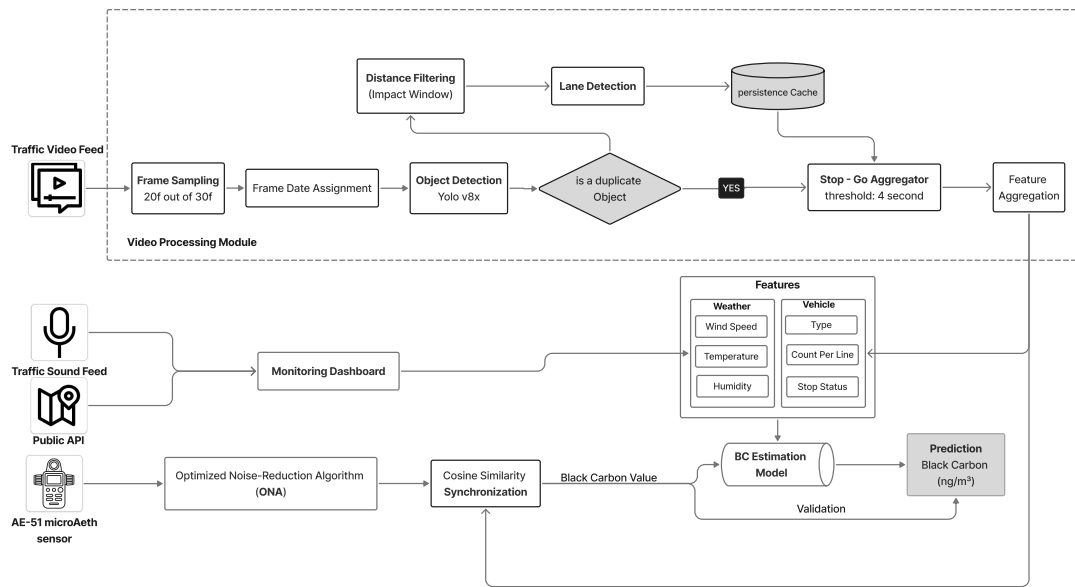 Distance Filtering
(Impact Window)
Lane Detection
persistence Cache
Traffic Video Feed
Frame Sampling
20f out of 30f
Frame Date Assignment
Object Detection
Yolo v8x
is a duplicate
Object
YES
Stop - Go Aggregator
threshold: 4 second
Feature
Aggregation
Video Processing Module
Features
Weather
Wind Speed
Temperature
Humidity
Vehicle
Type
Count Per Line
Stop Status
Traffic Sound Feed
Monitoring Dashboard
Public API
Optimized Noise-Reduction Algorithm
(ONA)
Cosine Similarity
Synchronization
Black Carbon Value
BC Estimation
Model
Prediction
Black Carbon
(ng/m³)
Validation
AE-51 microAeth
sensor